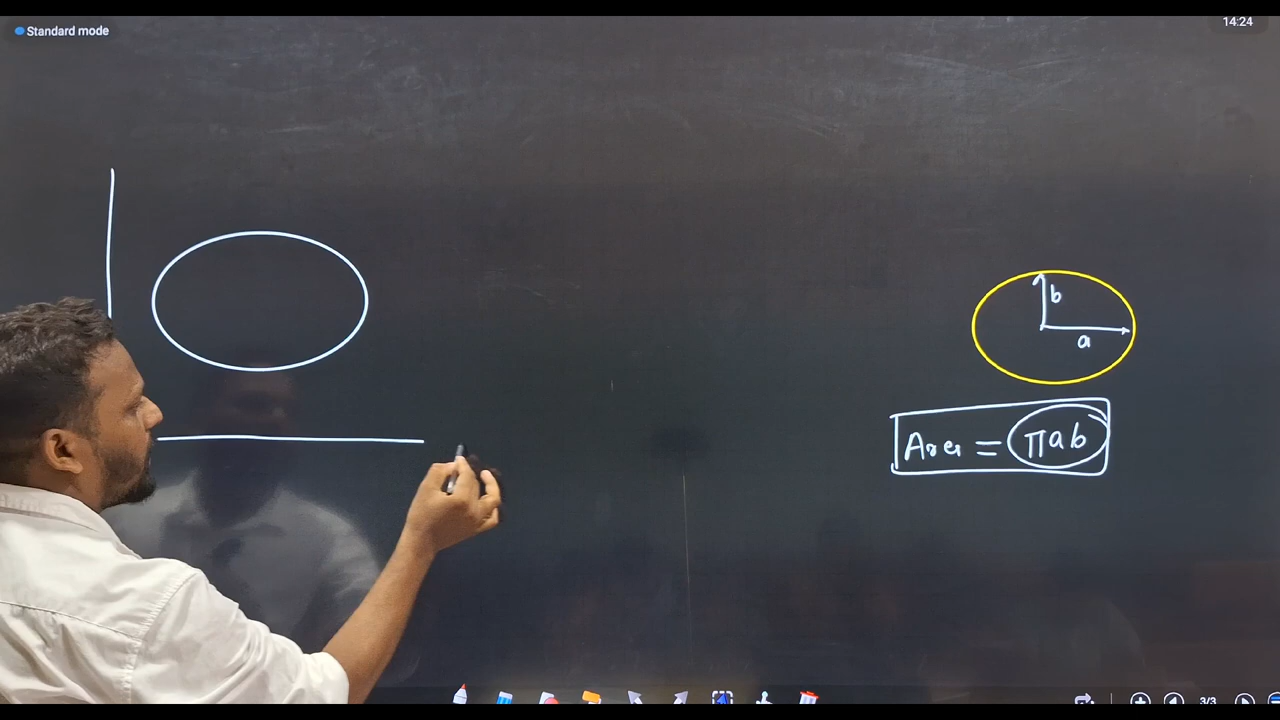 Standard mode
14:24
b
a
Area = πab
3/3